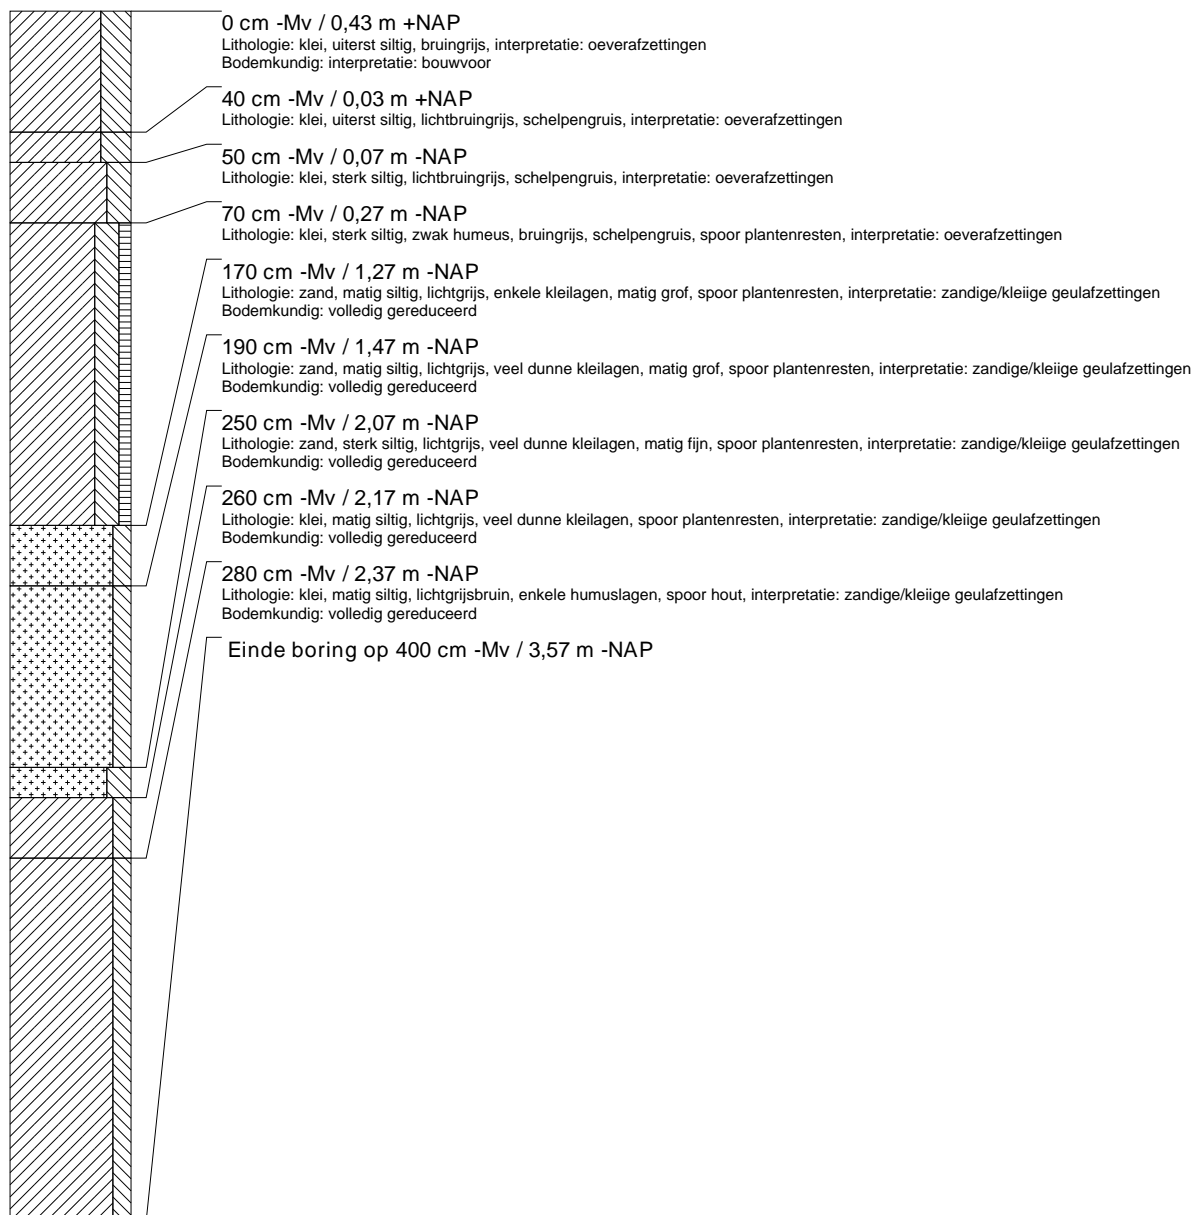 0 cm -Mv / 0,43 m +NAP
Lithologie: klei, uiterst siltig, bruingrijs, interpretatie: oeverafzettingen
Bodemkundig: interpretatie: bouwvoor
40 cm -Mv / 0,03 m +NAP
Lithologie: klei, uiterst siltig, lichtbruingrijs, schelpengruis, interpretatie: oeverafzettingen
50 cm -Mv / 0,07 m -NAP
Lithologie: klei, sterk siltig, lichtbruingrijs, schelpengruis, interpretatie: oeverafzettingen
70 cm -Mv / 0,27 m -NAP
Lithologie: klei, sterk siltig, zwak humeus, bruingrijs, schelpengruis, spoor plantenresten, interpretatie: oeverafzettingen
170 cm -Mv / 1,27 m -NAP
Lithologie: zand, matig siltig, lichtgrijs, enkele kleilagen, matig grof, spoor plantenresten, interpretatie: zandige/kleiige geulafzettingen
Bodemkundig: volledig gereduceerd
190 cm -Mv / 1,47 m -NAP
Lithologie: zand, matig siltig, lichtgrijs, veel dunne kleilagen, matig grof, spoor plantenresten, interpretatie: zandige/kleiige geulafzettingen
Bodemkundig: volledig gereduceerd
250 cm -Mv / 2,07 m -NAP
Lithologie: zand, sterk siltig, lichtgrijs, veel dunne kleilagen, matig fijn, spoor plantenresten, interpretatie: zandige/kleiige geulafzettingen
Bodemkundig: volledig gereduceerd
260 cm -Mv / 2,17 m -NAP
Lithologie: klei, matig siltig, lichtgrijs, veel dunne kleilagen, spoor plantenresten, interpretatie: zandige/kleiige geulafzettingen
Bodemkundig: volledig gereduceerd
280 cm -Mv / 2,37 m -NAP
Lithologie: klei, matig siltig, lichtgrijsbruin, enkele humuslagen, spoor hout, interpretatie: zandige/kleiige geulafzettingen
Bodemkundig: volledig gereduceerd
Einde boring op 400 cm -Mv / 3,57 m -NAP